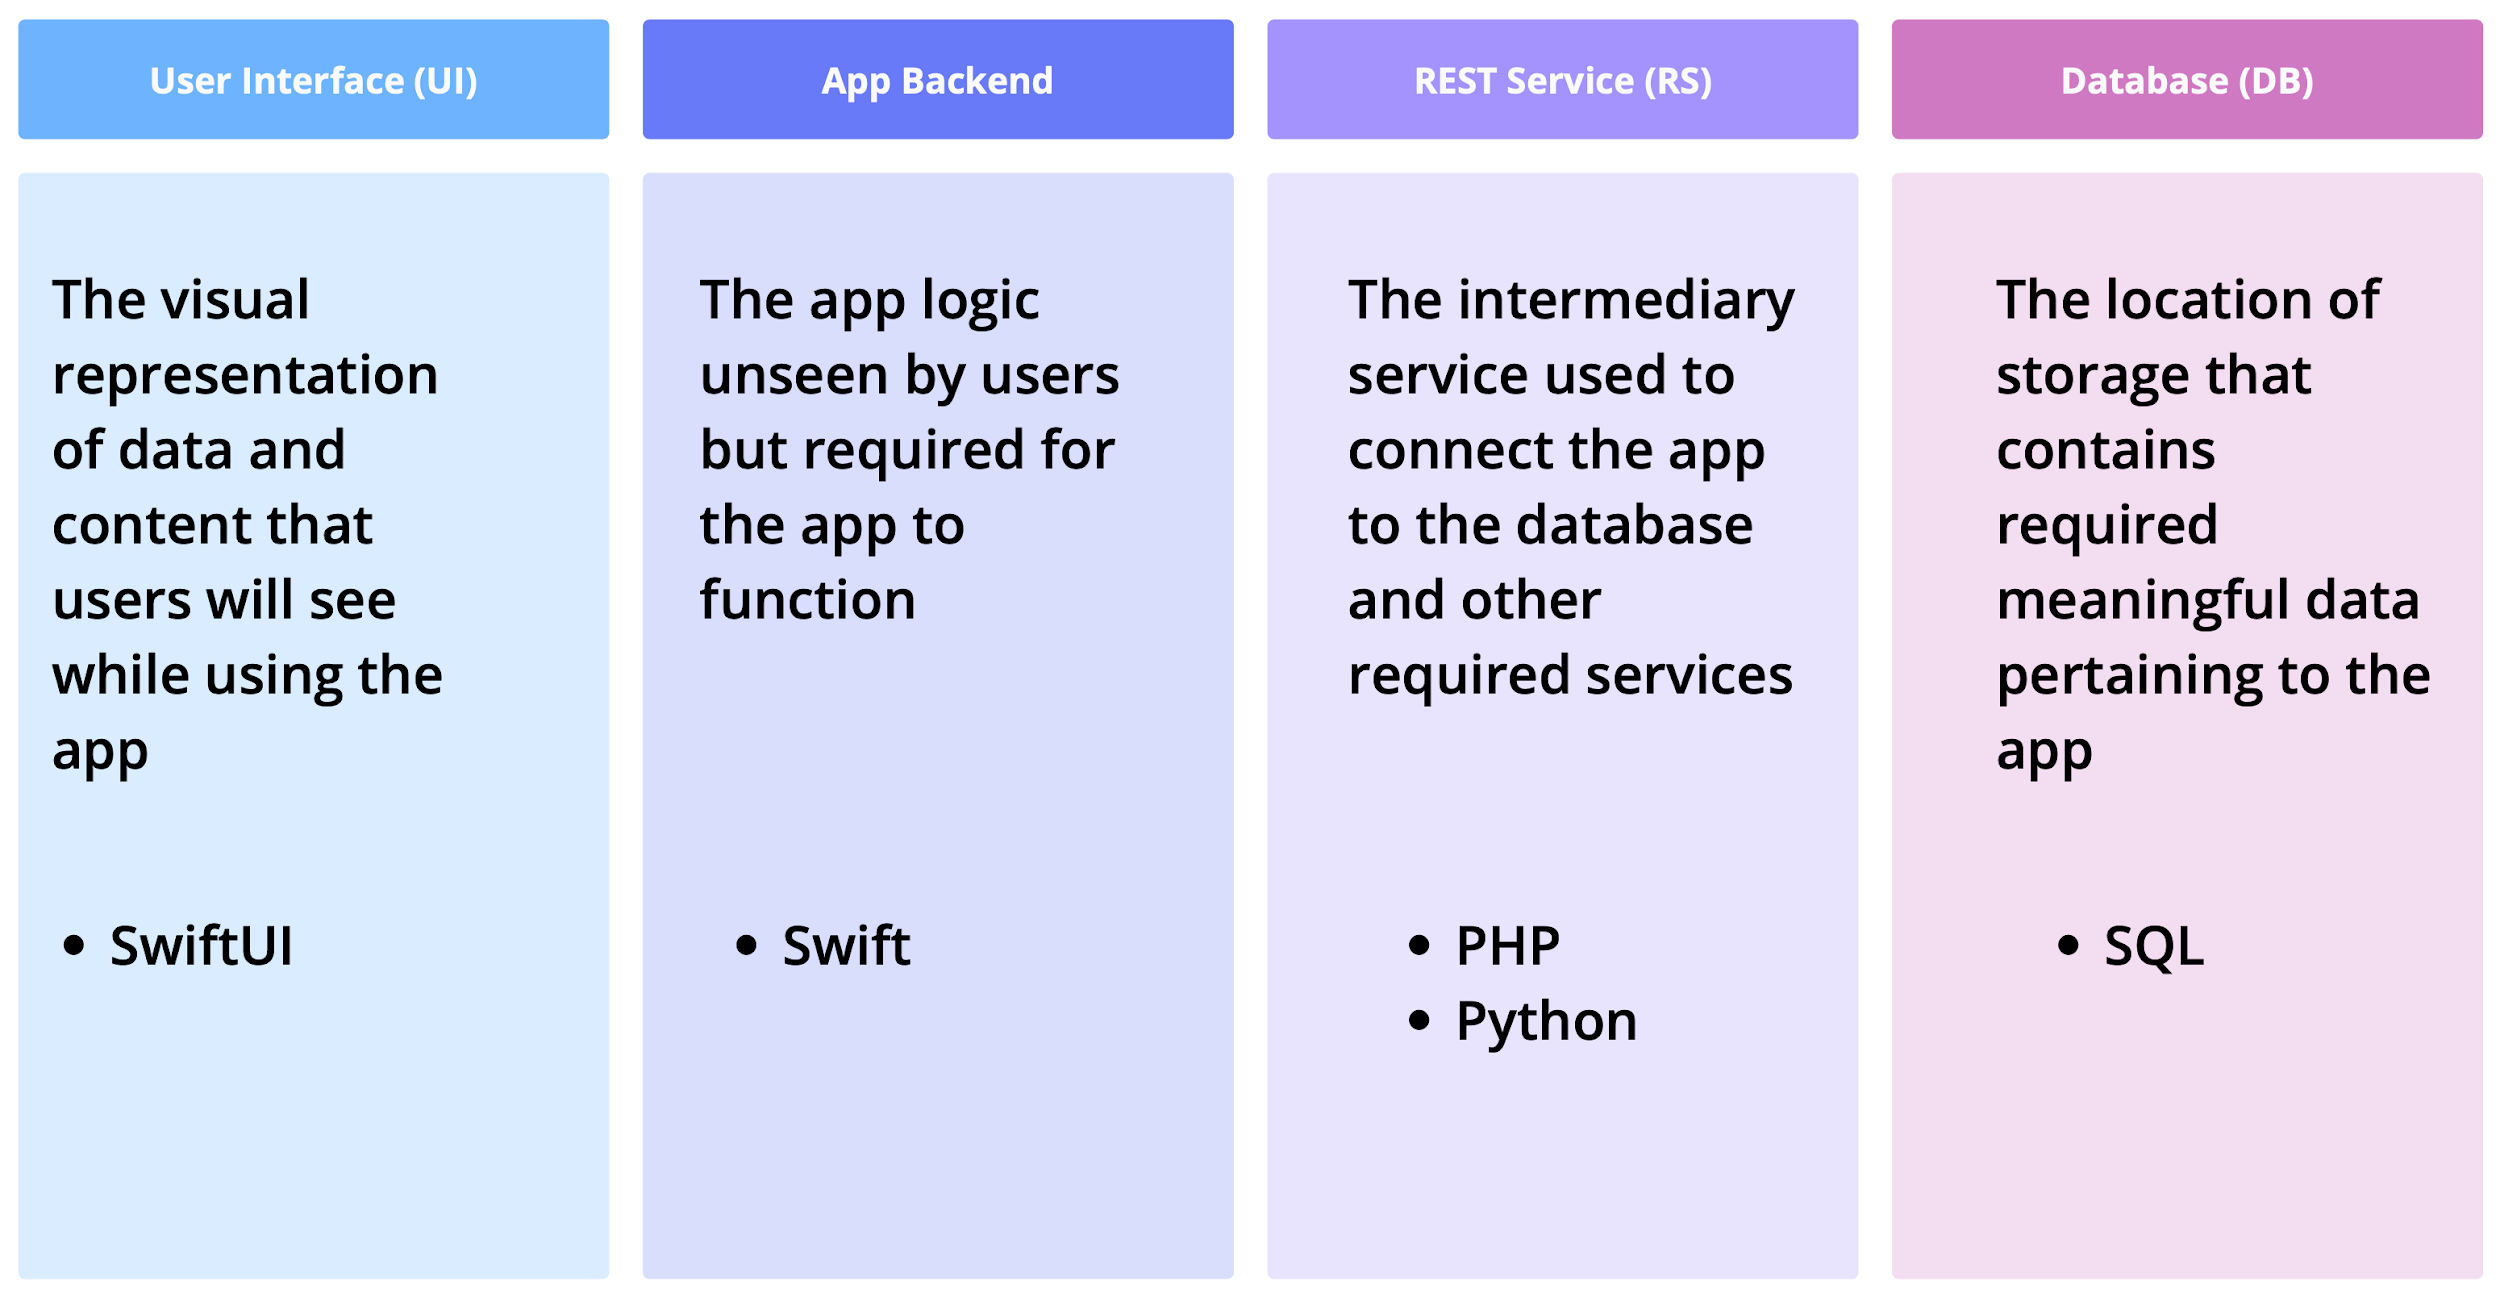 User Interface (UI)
App Backend
REST Service (RS)
Database (DB)
The visual
representation
of data and
content that
users will see
while using the
app
• SwiftUI
The app logic
unseen by users
but required for
the app to
function
• Swift
The intermediary
service used to
connect the app
to the database
and other
required services
• PHP
• Python
The location of
storage that
contains
required
meaningful data
pertaining to the
app
• SQL